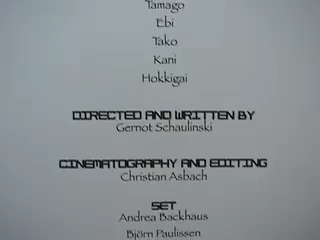 Tamago
Ebi
Tako
Kani
Hokkigai
DIRECTED AND WRITTEN BY
Gernot Schaulinski
CINEMATOGRAPHY AND EDITING
Christian Asbach
SET
Andrea Backhaus
Björn Paulissen